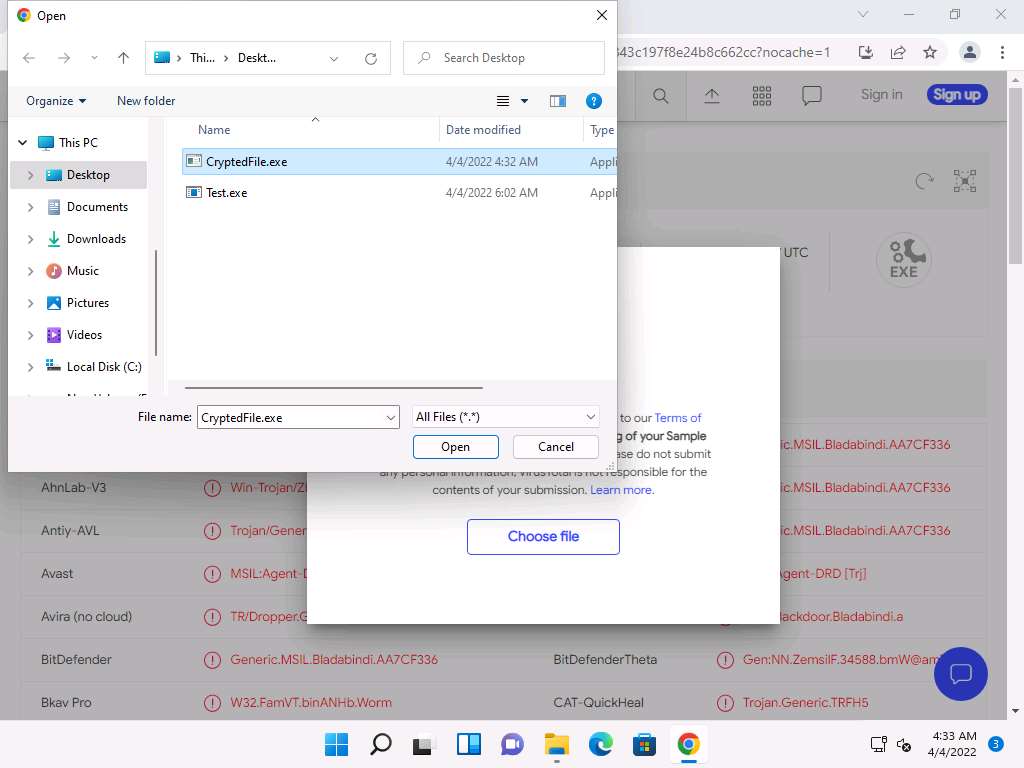 Open
343c197f8e24b8c662cc?nocache=1
Thi... Deskt...
Search Desktop
Organize
New folder
Sign in
Sign up
Name
Date modified
Type
This PC
CryptedFile.exe 4/4/2022 4:32 AM Appli
Desktop
Test.exe 4/4/2022 6:02 AM Appli
Documents
Downloads
Music
UTC
EXE
Pictures
Videos
Local Disk (C:)
File name: CryptedFile.exe All Files (*.*)
to our Terms of
Open Cancel
g of your Sample
ic.MSIL.Bladabindi.AA7CF336
ase do not submit
any personal information; VirusTotal is not responsible for the
AhnLab-V3 Win-Trojan/Z
contents of your submission. Learn more.
ic.MSIL.Bladabindi.AA7CF336
Antiy-AVL Trojan/Generi
Choose file
ic.MSIL.Bladabindi.AA7CF336
Avast MSIL:Agent-D
gent-DRD [Trj]
Avira (no cloud) TR/Dropper.G
ackdoor.Bladabindi.a
BitDefender Generic.MSIL.Bladabindi.AA7CF336 BitDefenderTheta Gen:NN.ZemsilF.34588.bmW@am
Bkav Pro W32.FamVT.binANHb.Worm CAT-QuickHeal Trojan.Generic.TRFH5
4:33 AM
4/4/2022
3